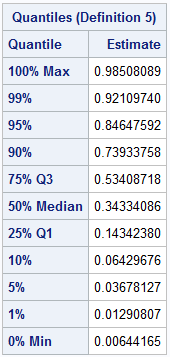 Quantiles (Definition 5)
Quantile Estimate
100% Max 0.98508089
99% 0.92109740
95% 0.84647592
90% 0.73933758
75% Q3 0.53408718
50% Median 0.34334086
25% Q1 0.14342380
10% 0.06429676
5% 0.03678127
1% 0.01290807
0% Min 0.00644165